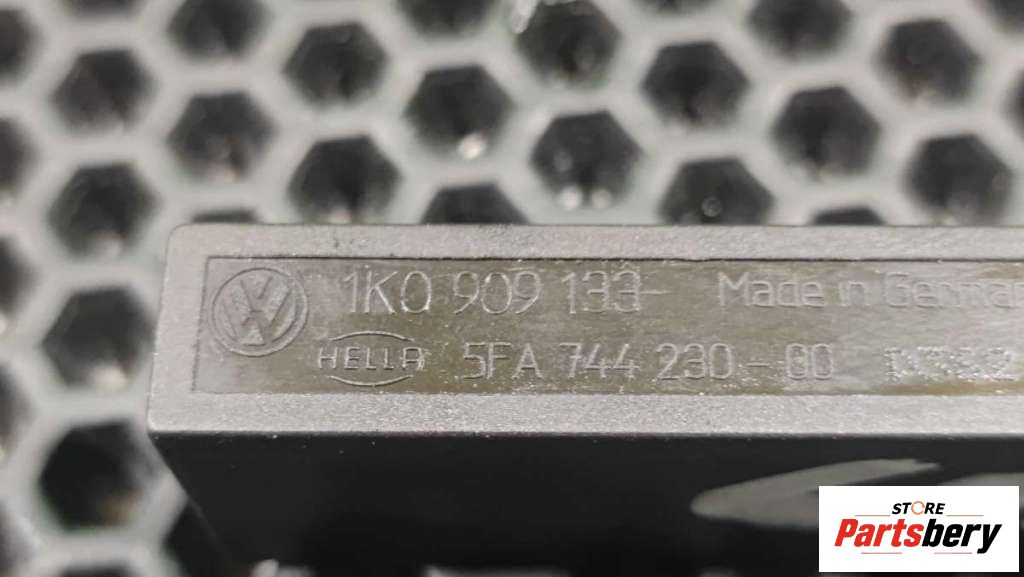 1K0 909 133 Made in German
HELLA 5FA 744 230-00
STORE
Partsbery